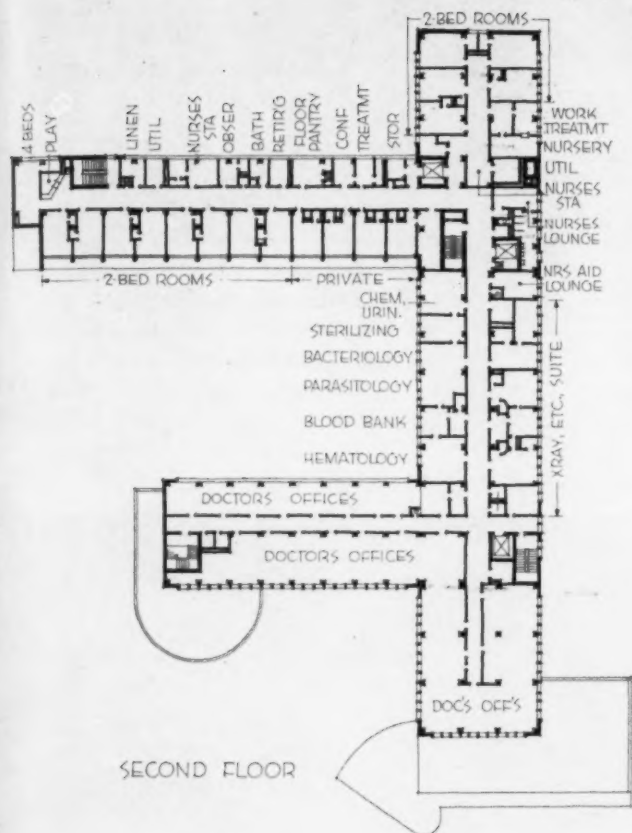 2-BED ROOMS
4 BEDS
PLAY
LINEN
UTIL
NURSES
STA
OBSER
BATH
RETIR'G
FLOOR
PANTRY
CONF
TREATMT
STOR
WORK
TREATMT
NURSERY
UTIL
NURSES
STA
NURSES
LOUNGE
NRS AID
LOUNGE
2-BED ROOMS
PRIVATE
CHEM,
URIN.
STERILIZING
BACTERIOLOGY
PARASITOLOGY
BLOOD BANK
HEMATOLOGY
XRAY, ETC, SUITE
DOCTORS OFFICES
DOCTORS OFFICES
DOC'S OFF'S
SECOND FLOOR